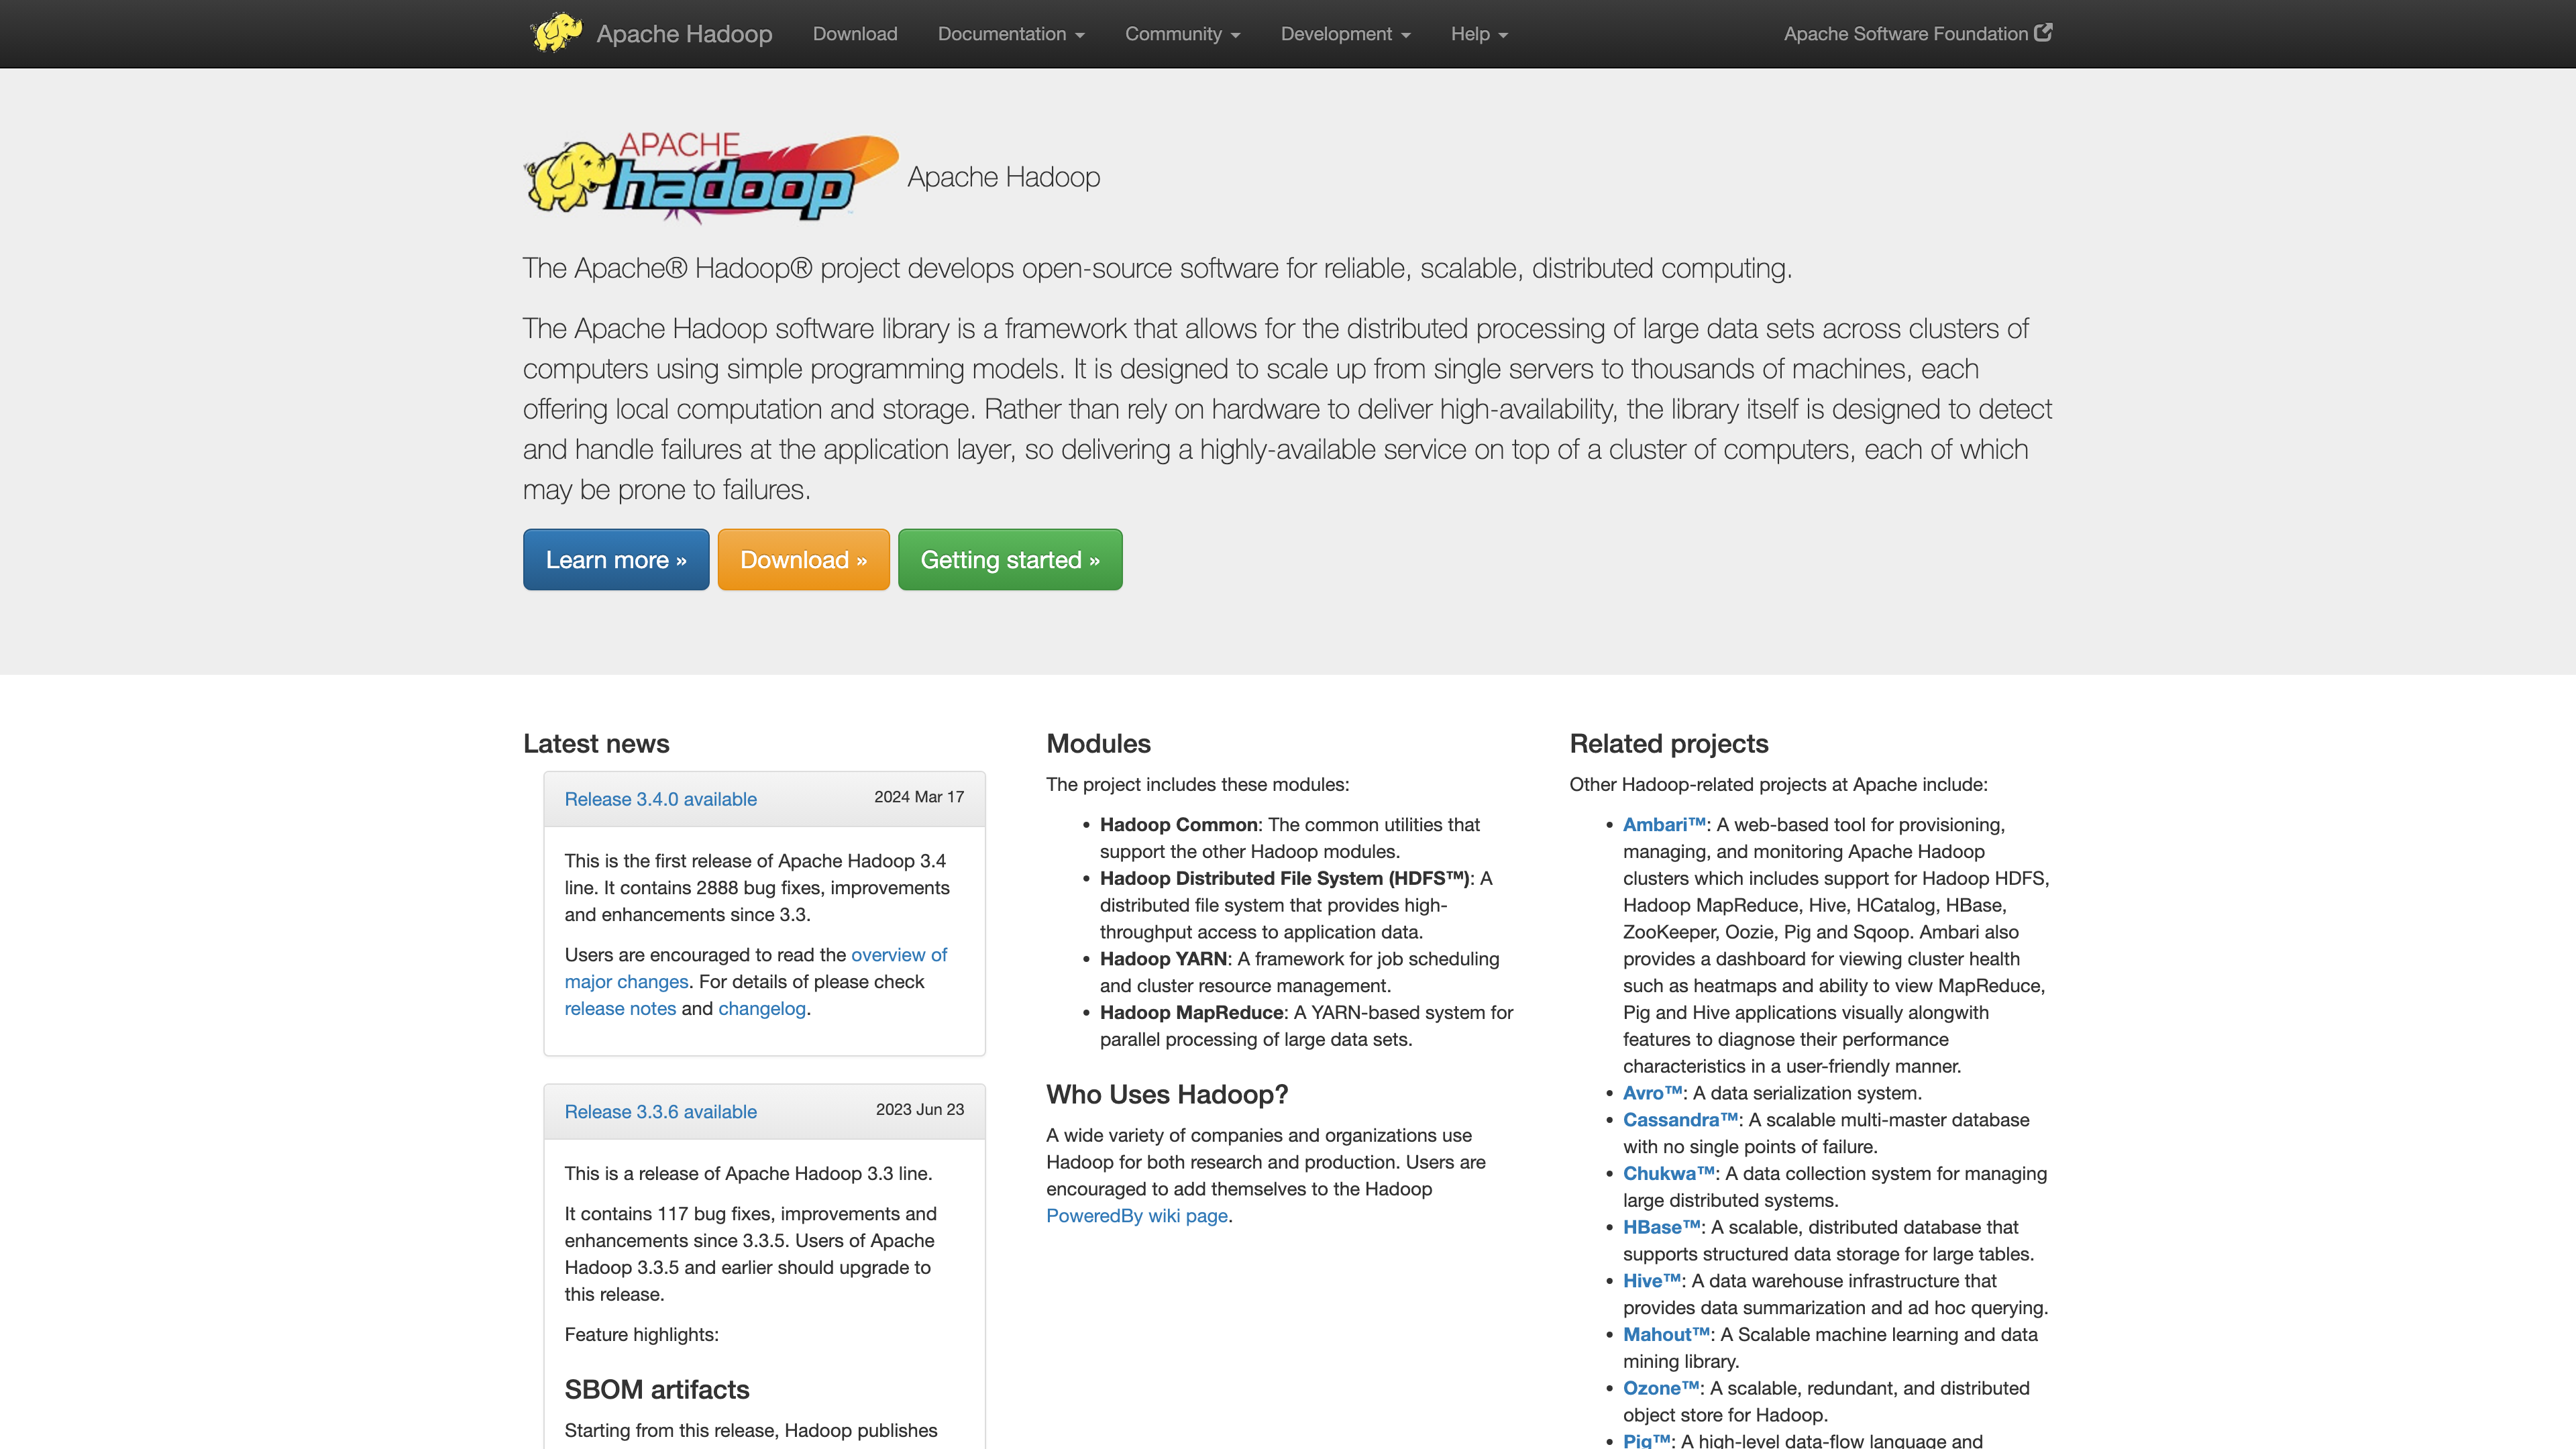 Apache Hadoop
Download
Documentation
Community
Development
Help
Apache Software Foundation
APACHE
hadoop
Apache Hadoop
The Apache® Hadoop® project develops open-source software for reliable, scalable, distributed computing.
The Apache Hadoop software library is a framework that allows for the distributed processing of large data sets across clusters of
computers using simple programming models. It is designed to scale up from single servers to thousands of machines, each
offering local computation and storage. Rather than rely on hardware to deliver high-availability, the library itself is designed to detect
and handle failures at the application layer, so delivering a highly-available service on top of a cluster of computers, each of which
may be prone to failures.
Learn more »
Download »
Getting started »
Latest news
Release 3.4.0 available
2024 Mar 17
This is the first release of Apache Hadoop 3.4
line. It contains 2888 bug fixes, improvements
and enhancements since 3.3.
Users are encouraged to read the overview of
major changes. For details of please check
release notes and changelog.
Release 3.3.6 available
2023 Jun 23
This is a release of Apache Hadoop 3.3 line.
It contains 117 bug fixes, improvements and
enhancements since 3.3.5. Users of Apache
Hadoop 3.3.5 and earlier should upgrade to
this release.
Feature highlights:
SBOM artifacts
Starting from this release, Hadoop publishes
Modules
The project includes these modules:
• Hadoop Common: The common utilities that
support the other Hadoop modules.
• Hadoop Distributed File System (HDFS™): A
distributed file system that provides high-
throughput access to application data.
• Hadoop YARN: A framework for job scheduling
and cluster resource management.
• Hadoop MapReduce: A YARN-based system for
parallel processing of large data sets.
Who Uses Hadoop?
A wide variety of companies and organizations use
Hadoop for both research and production. Users are
encouraged to add themselves to the Hadoop
PoweredBy wiki page.
Related projects
Other Hadoop-related projects at Apache include:
• Ambari™: A web-based tool for provisioning,
managing, and monitoring Apache Hadoop
clusters which includes support for Hadoop HDFS,
Hadoop MapReduce, Hive, HCatalog, HBase,
ZooKeeper, Oozie, Pig and Sqoop. Ambari also
provides a dashboard for viewing cluster health
such as heatmaps and ability to view MapReduce,
Pig and Hive applications visually alongwith
features to diagnose their performance
characteristics in a user-friendly manner.
• Avro™: A data serialization system.
• Cassandra™: A scalable multi-master database
with no single points of failure.
• Chukwa™: A data collection system for managing
large distributed systems.
• HBase™: A scalable, distributed database that
supports structured data storage for large tables.
• Hive™: A data warehouse infrastructure that
provides data summarization and ad hoc querying.
• Mahout™: A Scalable machine learning and data
mining library.
• Ozone™: A scalable, redundant, and distributed
object store for Hadoop.
• Pig™: A high-level data-flow language and